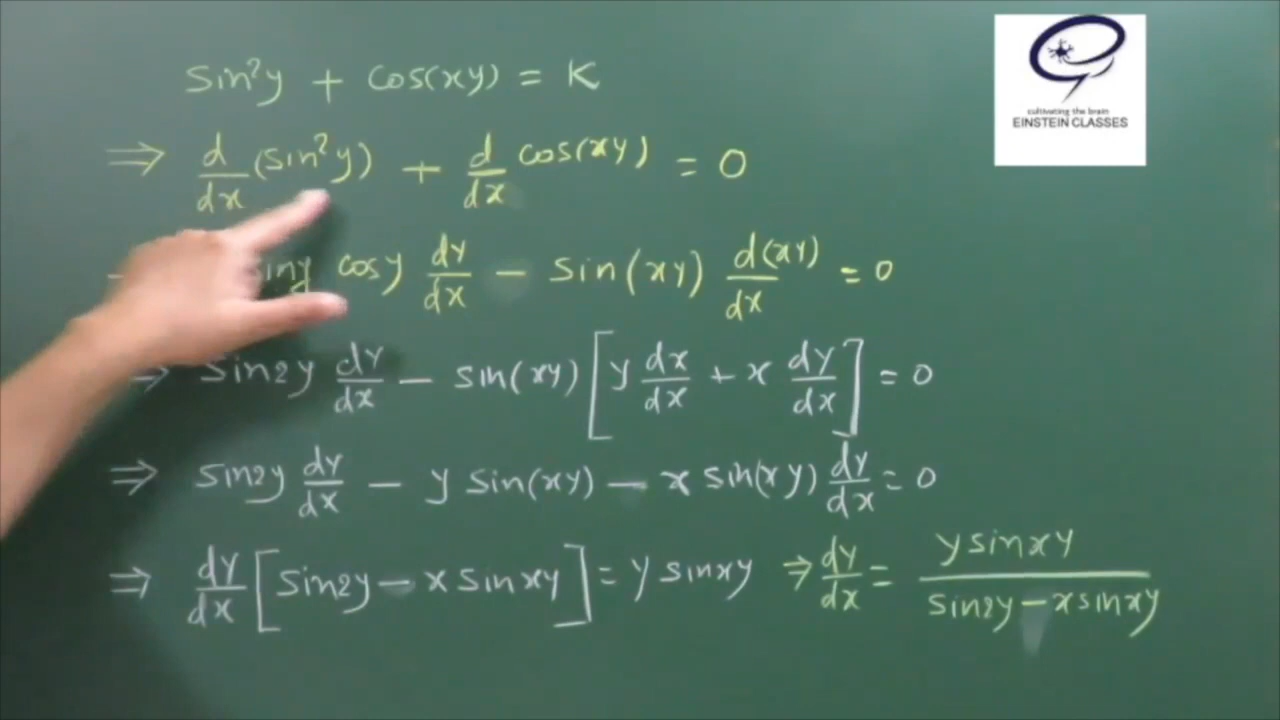 Sin²y + Cos(xy) = K
cultivating the brain
EINSTEIN CLASSES
⇒ d/dx (Sin²y) + d/dx cos(xy) = 0
siny cosy dy/dx − Sin(xy) d(xy)/dx = 0
⇒ Sin2y dy/dx − sin(xy) [y dx/dx + x dy/dx] = 0
⇒ Sin2y dy/dx − y Sin(xy) − x sin(xy) dy/dx = 0
⇒ dy/dx [Sin2y − x Sinxy] = y sinxy ⇒ dy/dx = ysinxy / sin2y − xsinxy